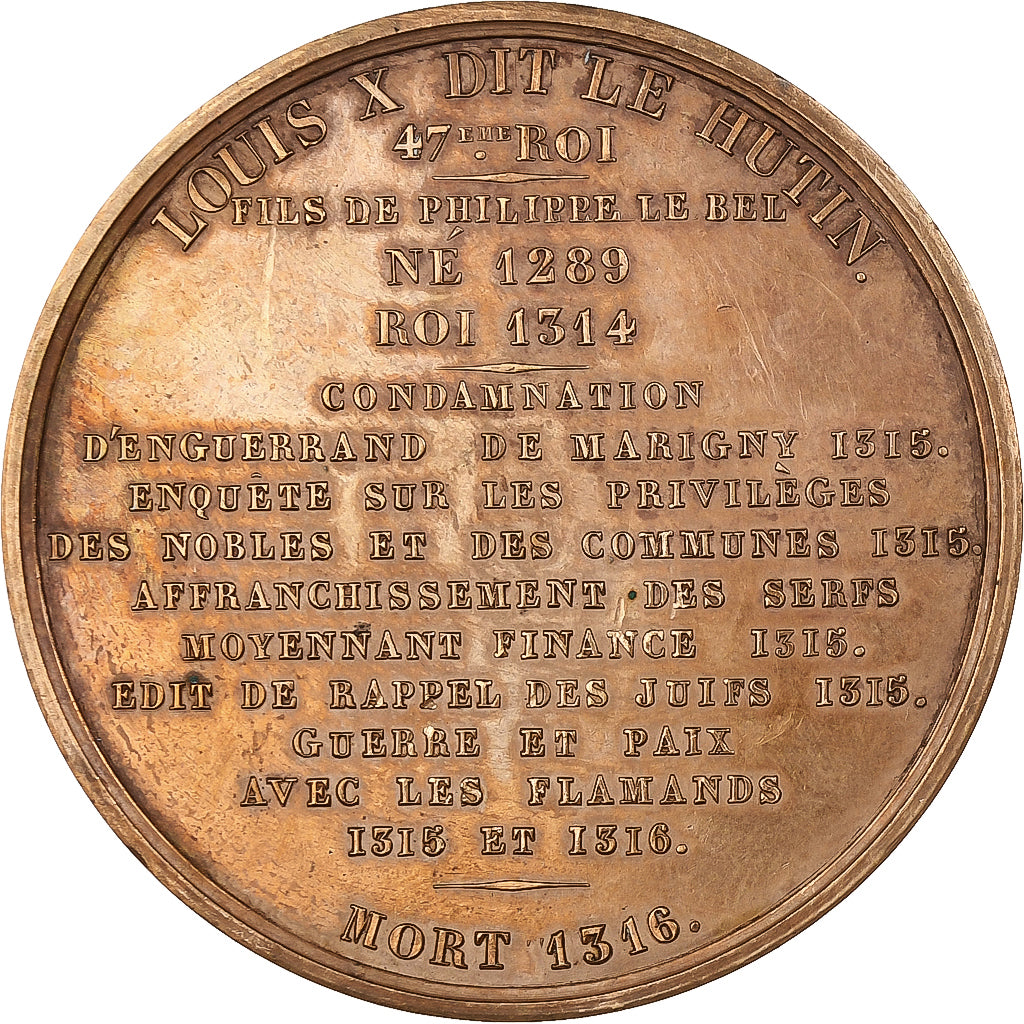 LOUIS X DIT LE HUTIN.
47EME. ROI
FILS DE PHILIPPE LE BEL
NÉ 1289
ROI 1314
CONDAMNATION
D'ENGUERRAND DE MARIGNY 1315.
ENQUÊTE SUR LES PRIVILÈGES
DES NOBLES ET DES COMMUNES 1315.
AFFRANCHISSEMENT DES SERFS
MOYENNANT FINANCE 1315.
EDIT DE RAPPEL DES JUIFS 1315.
GUERRE ET PAIX
AVEC LES FLAMANDS
1315 ET 1316.
MORT 1316.